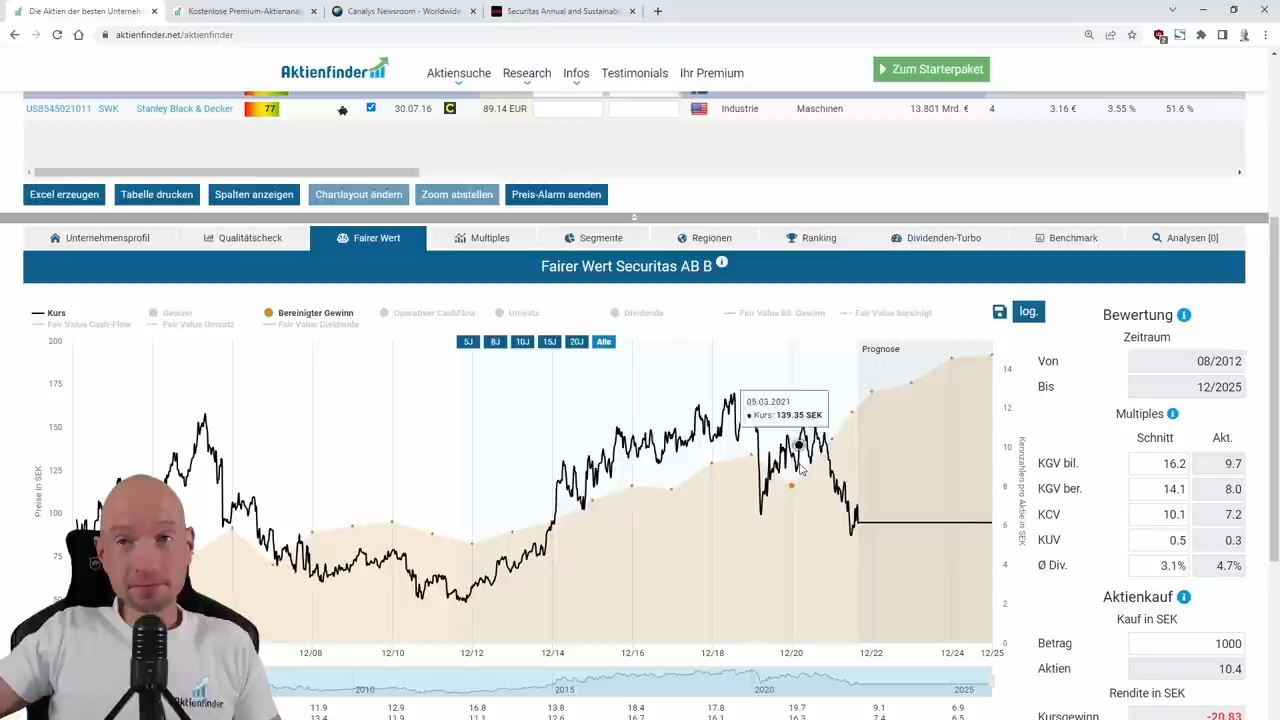 Die Aktien der besten Unterneh
Kostenlose Premium-Aktienanal
Canalys Newsroom - Worldwide
Securitas Annual and Sustainabi
aktienfinder.net/aktienfinder
Aktienfinder
Aktiensuche
Research
Infos
Testimonials
Ihr Premium
Zum Starterpaket
US8545021011 SWK Stanley Black & Decker 77 30.07.16 C 89.14 EUR Industrie Maschinen 13.801 Mrd. € 4 3.16 € 3.55 % 51.6 %
Excel erzeugen
Tabelle drucken
Spalten anzeigen
Chartlayout ändern
Zoom abstellen
Preis-Alarm senden
Unternehmensprofil
Qualitätscheck
Fairer Wert
Multiples
Segmente
Regionen
Ranking
Dividenden-Turbo
Benchmark
Analysen [0]
Fairer Wert Securitas AB B
Kurs
Gewinn
Bereinigter Gewinn
Operativer CashFlow
Umsatz
Dividende
Fair Value bil. Gewinn
Fair Value bereinigt
Fair Value Cash-Flow
Fair Value Umsatz
Fair Value Dividende
log.
5J 8J 10J 15J 20J Alle
Prognose
200
175
150
125
100
75
Preise in SEK
05.03.2021
Kurs: 139.35 SEK
14
12
10
8
6
4
2
0
Kennzahlen pro Aktie in SEK
12/08 12/10 12/12 12/14 12/16 12/18 12/20 12/22 12/24 12/25
2010 2015 2020 2025
11.9 12.9 16.8 13.8 18.4 17.8 19.7 9.1 6.9
13.4 12.6 11.1 12.6 16.7 16.1 16.5 7.4 6.5
Bewertung
Zeitraum
Von 08/2012
Bis 12/2025
Multiples
Schnitt Akt.
KGV bil. 16.2 9.7
KGV ber. 14.1 8.0
KCV 10.1 7.2
KUV 0.5 0.3
Ø Div. 3.1% 4.7%
Aktienkauf
Kauf in SEK
Betrag 1000
Aktien 10.4
Rendite in SEK
Kursgewinn -20.83
Aktienfinder